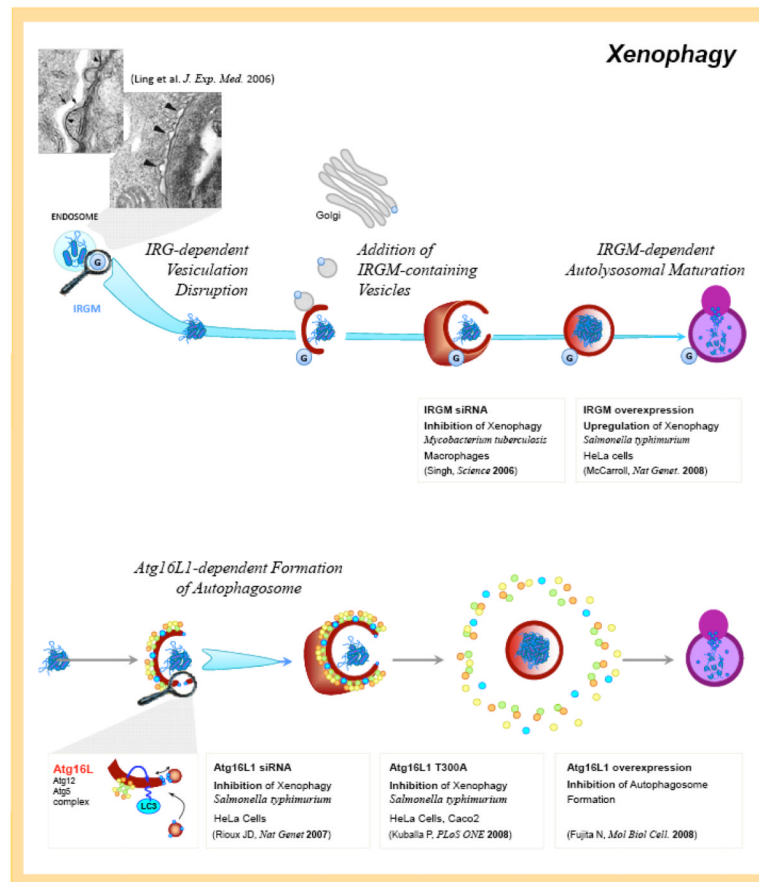 Xenophagy
(Ling et al. J. Exp. Med. 2006)
Golgi
ENDOSOME
G
IRGM
IRG-dependent
Vesiculation
Disruption
Addition of
IRGM-containing
Vesicles
IRGM-dependent
Autolysosomal Maturation
G
G
G
G
IRGM siRNA
Inhibition of Xenophagy
Mycobacterium tuberculosis
Macrophages
(Singh, Science 2006)
IRGM overexpression
Upregulation of Xenophagy
Salmonella typhimurium
HeLa cells
(McCarroll, Nat Genet. 2008)
Atg16L1-dependent Formation
of Autophagosome
Atg16L
Atg12
Atg5
complex
LC3
Atg16L1 siRNA
Inhibition of Xenophagy
Salmonella typhimurium
HeLa Cells
(Rioux JD, Nat Genet 2007)
Atg16L1 T300A
Inhibition of Xenophagy
Salmonella typhimurium
HeLa Cells, Caco2
(Kuballa P, PLoS ONE 2008)
Atg16L1 overexpression
Inhibition of Autophagosome
Formation
(Fujita N, Mol Biol Cell. 2008)